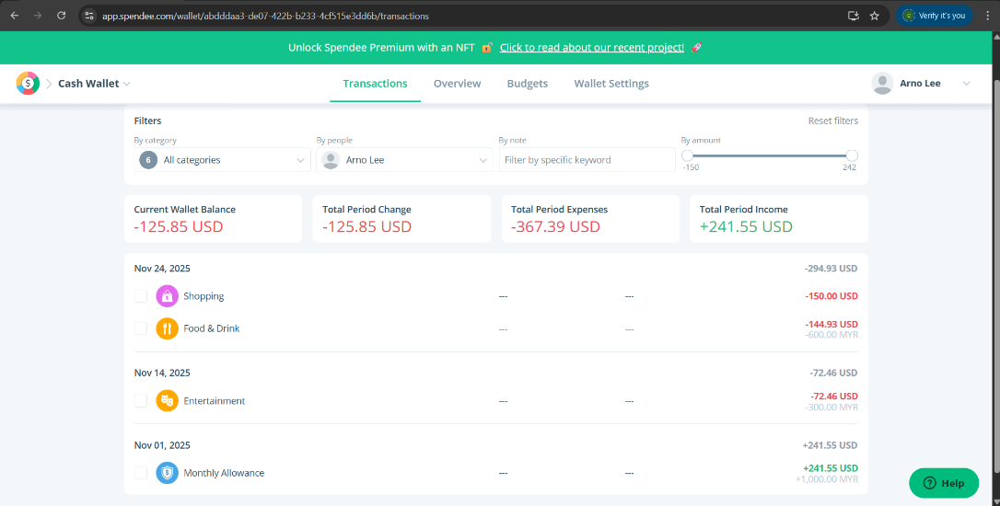 app.spendee.com/wallet/abdddaa3-de07-422b-b233-4cf515e3dd6b/transactions
Verify it's you
Unlock Spendee Premium with an NFT 🔓 Click to read about our recent project! 🚀
$ Cash Wallet Transactions Overview Budgets Wallet Settings Arno Lee
Filters Reset filters
By category By people By note By amount
6 All categories Arno Lee Filter by specific keyword
-150 242
Current Wallet Balance Total Period Change Total Period Expenses Total Period Income
-125.85 USD -125.85 USD -367.39 USD +241.55 USD
Nov 24, 2025 -294.93 USD
Shopping --- --- -150.00 USD
Food & Drink --- --- -144.93 USD
-600.00 MYR
Nov 14, 2025 -72.46 USD
Entertainment --- --- -72.46 USD
-300.00 MYR
Nov 01, 2025 +241.55 USD
Monthly Allowance --- --- +241.55 USD
+1,000.00 MYR
? Help